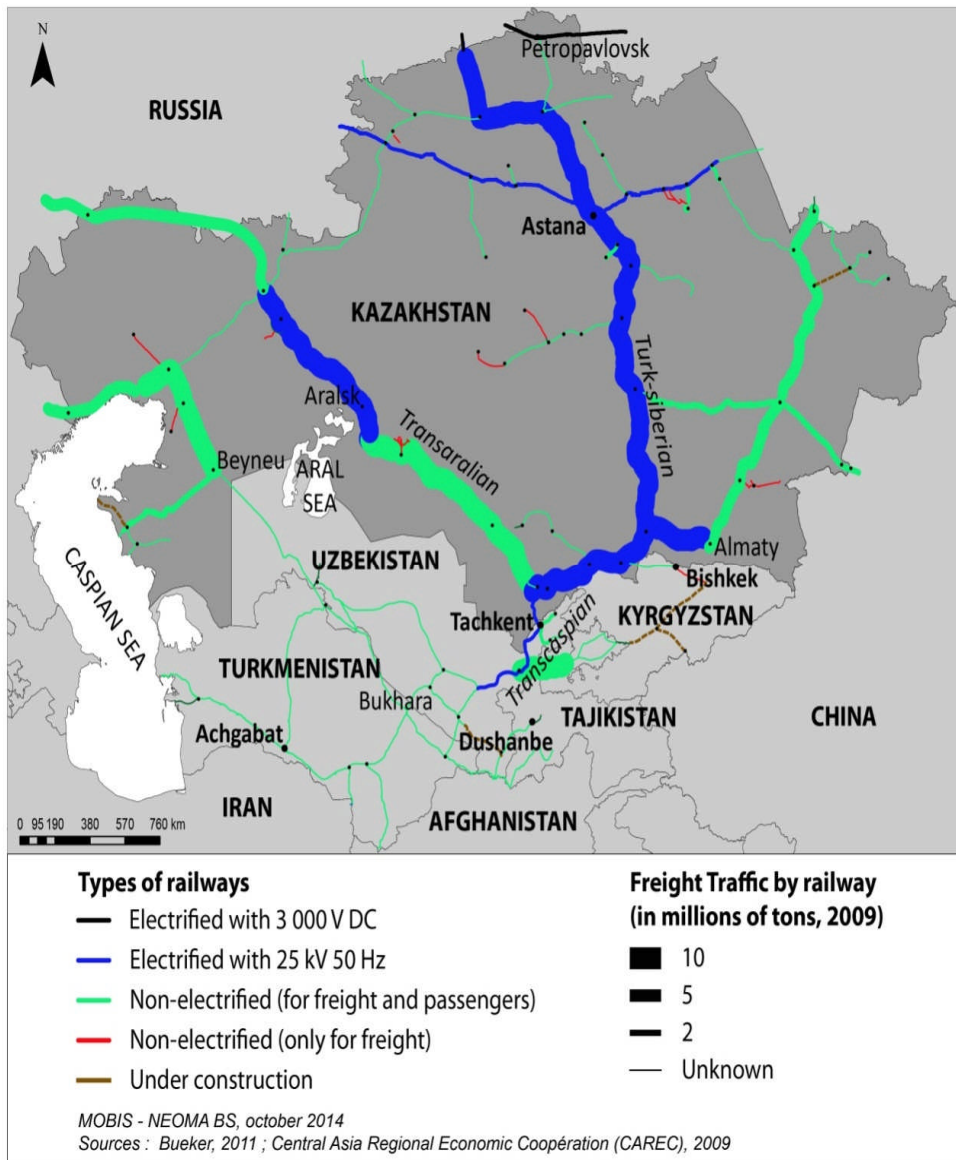 N
Petropavlovsk
RUSSIA
Astana
KAZAKHSTAN
Turk-siberian
Aralsk
Transaralian
Beyneu
ARAL
SEA
Almaty
UZBEKISTAN
Bishkek
CASPIAN SEA
Tachkent
KYRGYZSTAN
Transcaspian
TURKMENISTAN
Bukhara
TAJIKISTAN
CHINA
Achgabat
Dushanbe
IRAN
AFGHANISTAN
0 95 190 380 570 760 km
Types of railways
Electrified with 3 000 V DC
Electrified with 25 kV 50 Hz
Non-electrified (for freight and passengers)
Non-electrified (only for freight)
Under construction
Freight Traffic by railway
(in millions of tons, 2009)
10
5
2
Unknown
MOBIS - NEOMA BS, october 2014
Sources : Bueker, 2011 ; Central Asia Regional Economic Coopération (CAREC), 2009